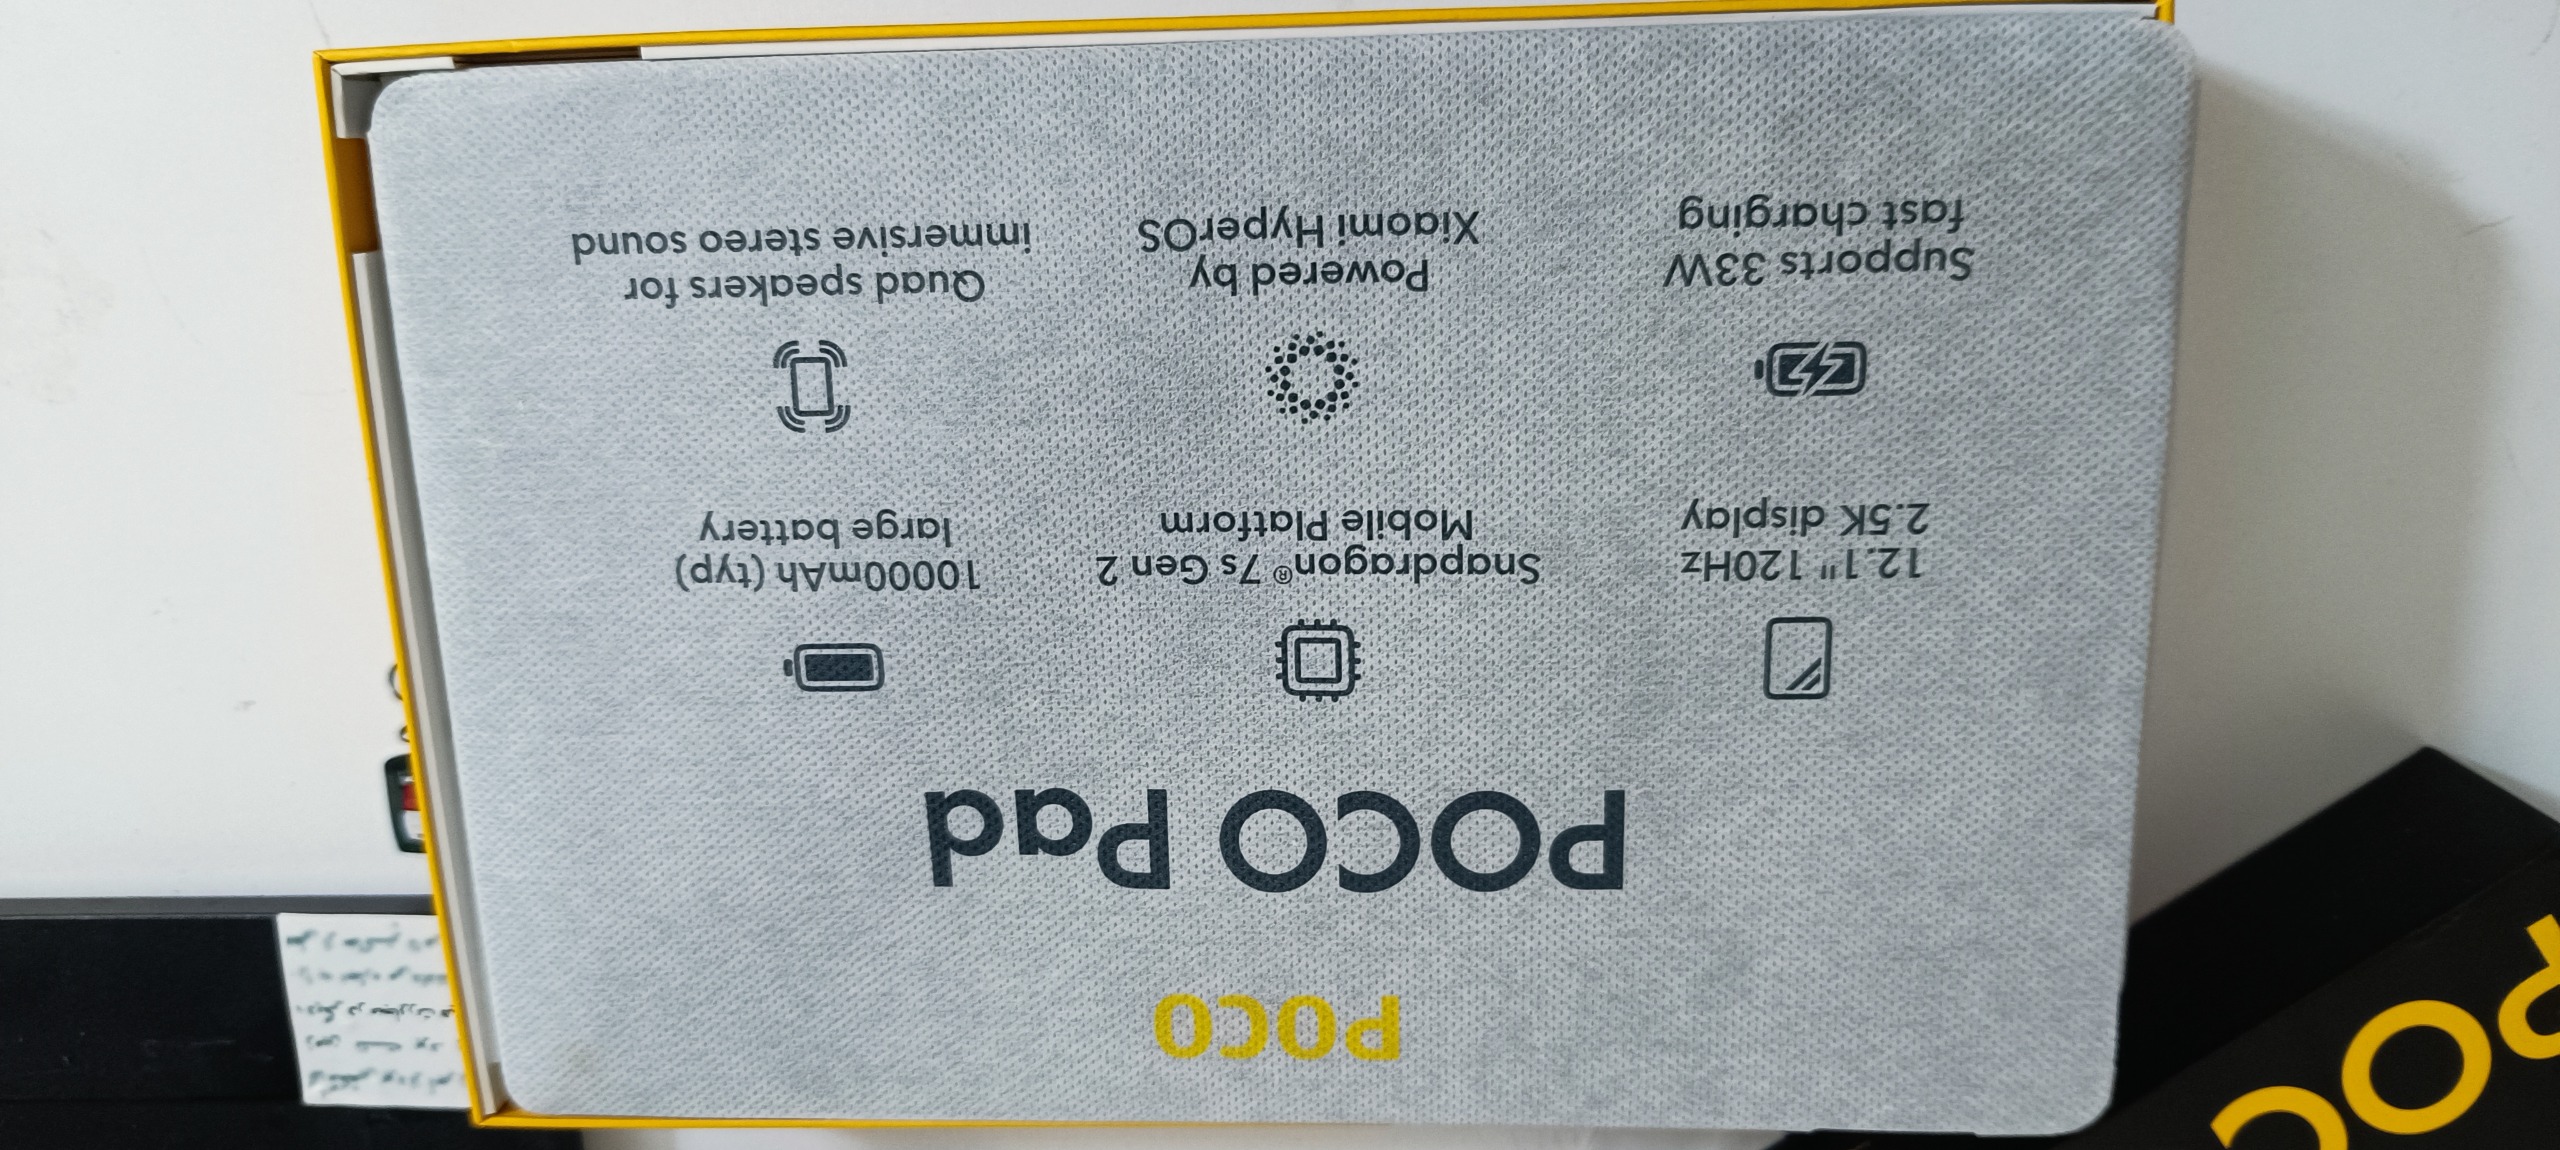 POCO
POCO Pad
12.1" 120Hz
2.5K display
Snapdragon® 7s Gen 2
Mobile Platform
10000mAh (typ)
large battery
Supports 33W
fast charging
Powered by
Xiaomi HyperOS
Quad speakers for
immersive stereo sound
POC